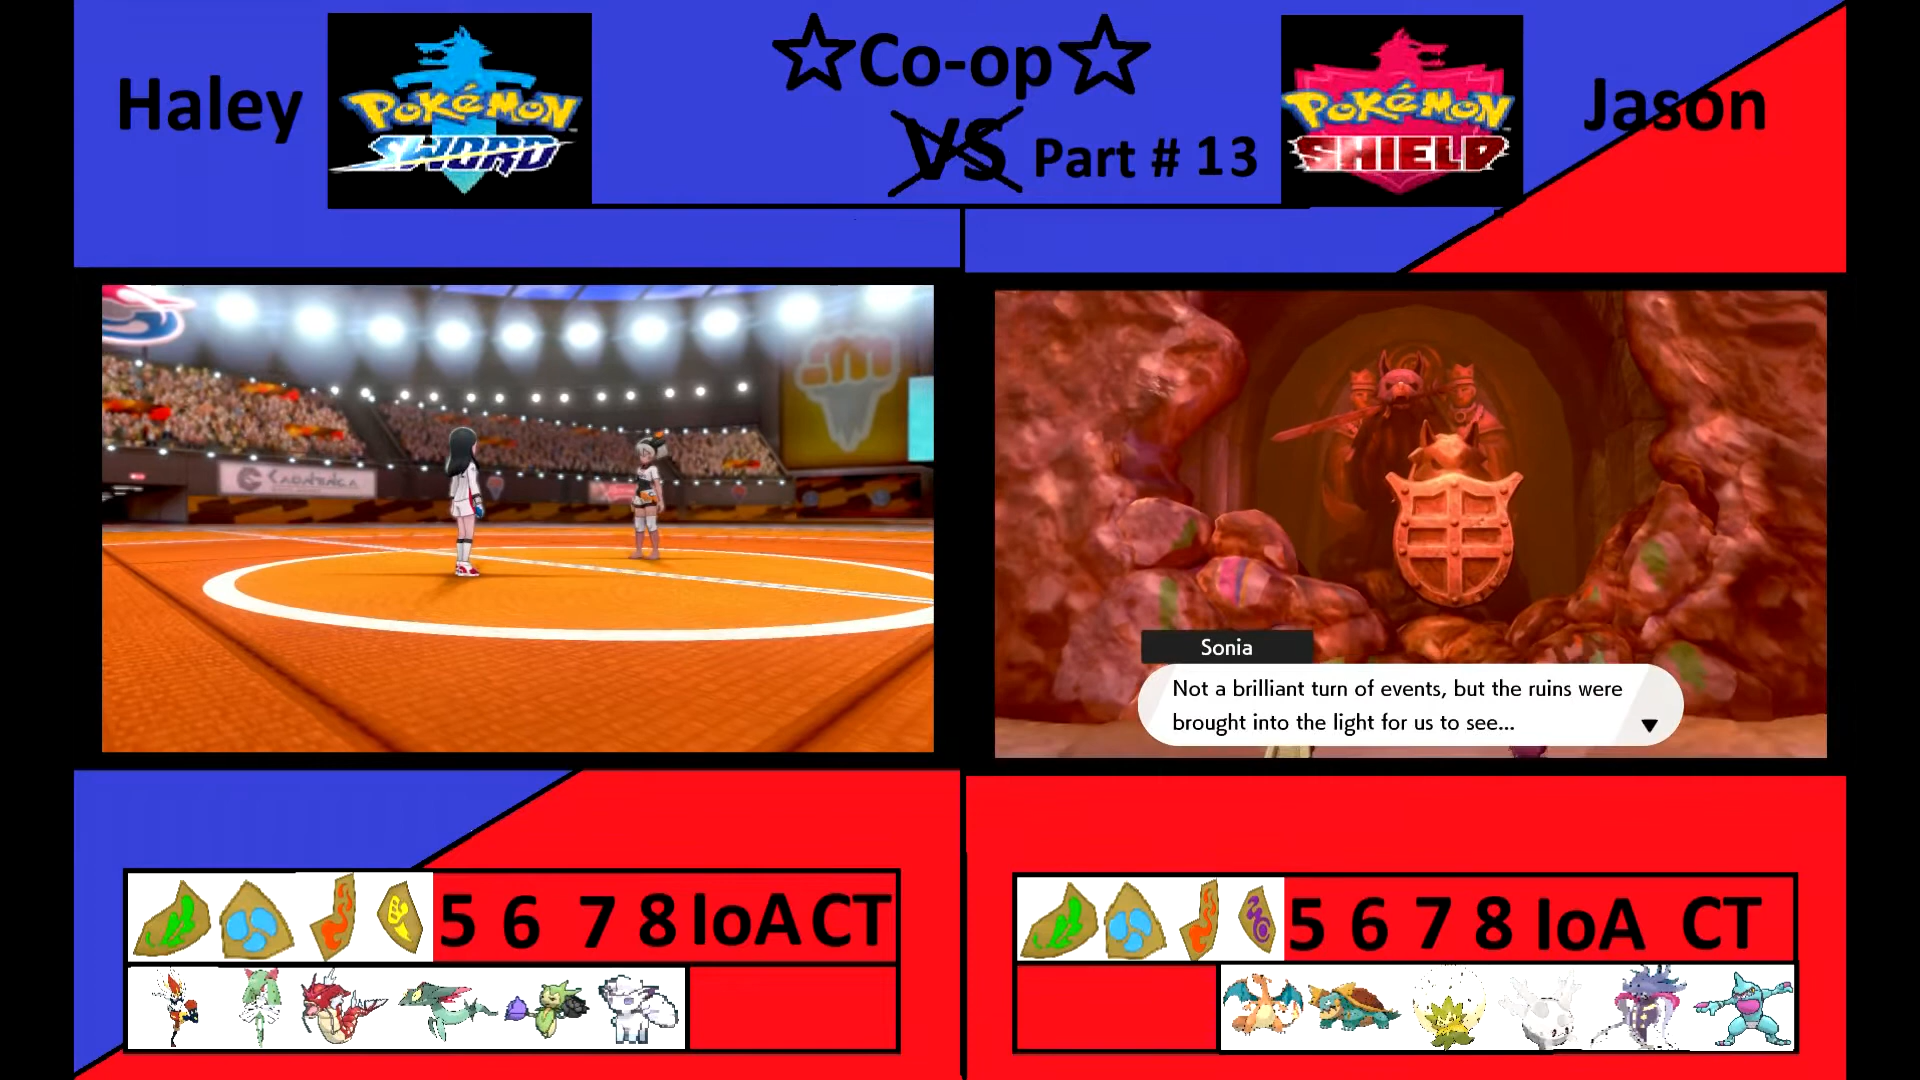 ☆Co-op☆
Haley
POKéMON
SWORD
VS Part # 13
POKéMON
SHIELD
Jason
Sonia
Not a brilliant turn of events, but the ruins were
brought into the light for us to see...
5 6 7 8 IoA CT
5 6 7 8 IoA CT